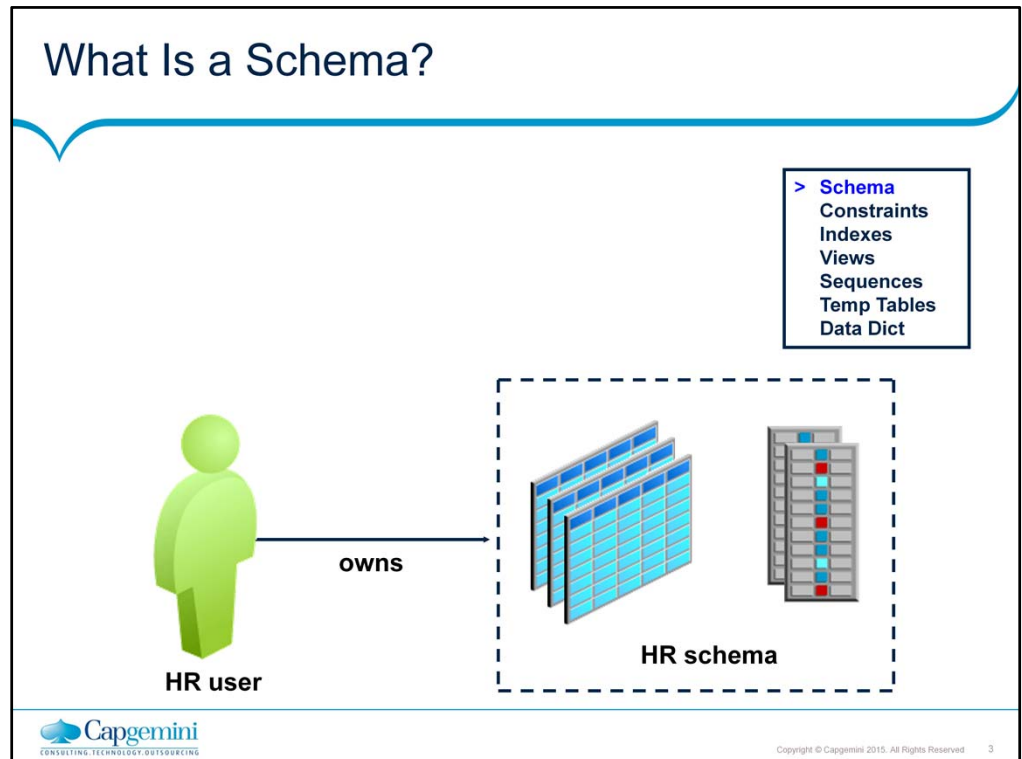 What Is a Schema?
> Schema
Constraints
Indexes
Views
Sequences
Temp Tables
Data Dict
owns
HR schema
HR user
Capgemini
CONSULTING.TECHNOLOGY.OUTSOURCING
Copyright © Capgemini 2015. All Rights Reserved 3